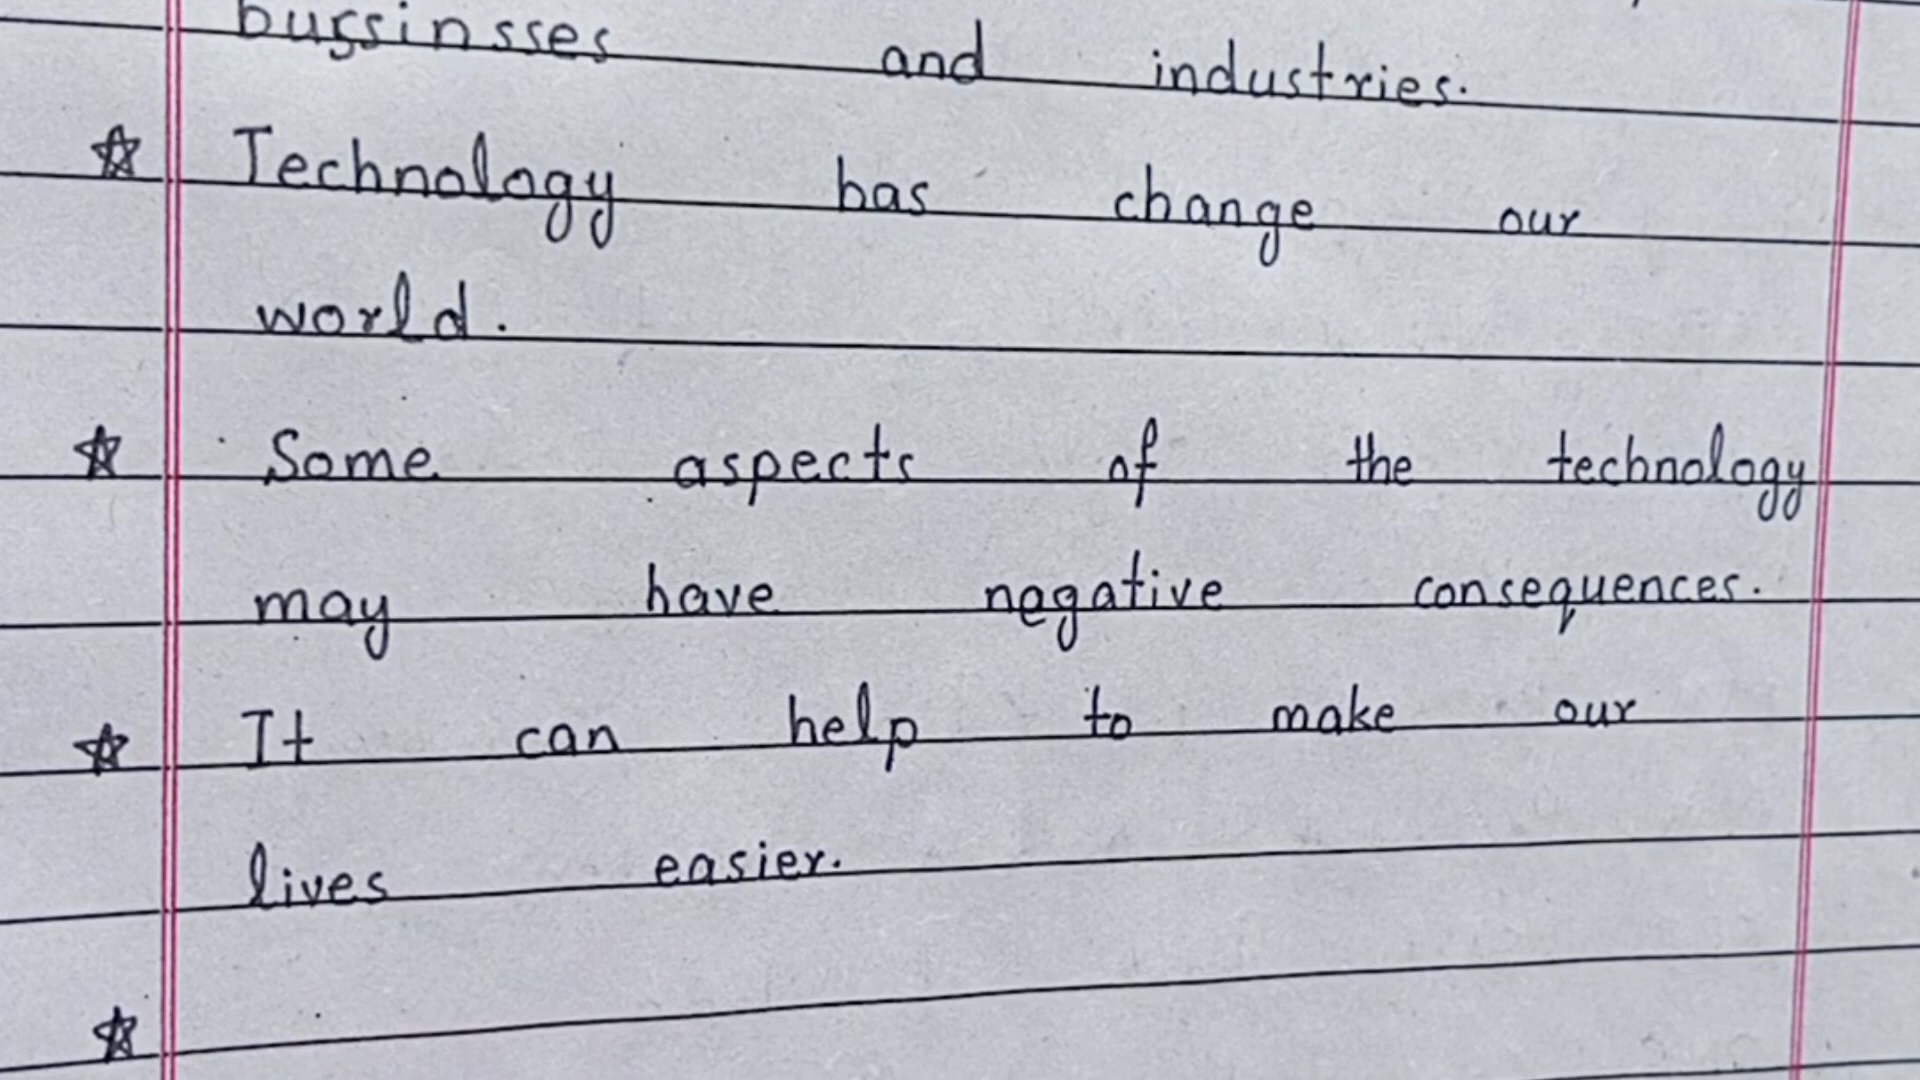 bussinsses and industries.
☆ Technology has change our
world.
☆ Some aspects of the technology
may have negative consequences.
☆ It can help to make our
lives easier.
☆